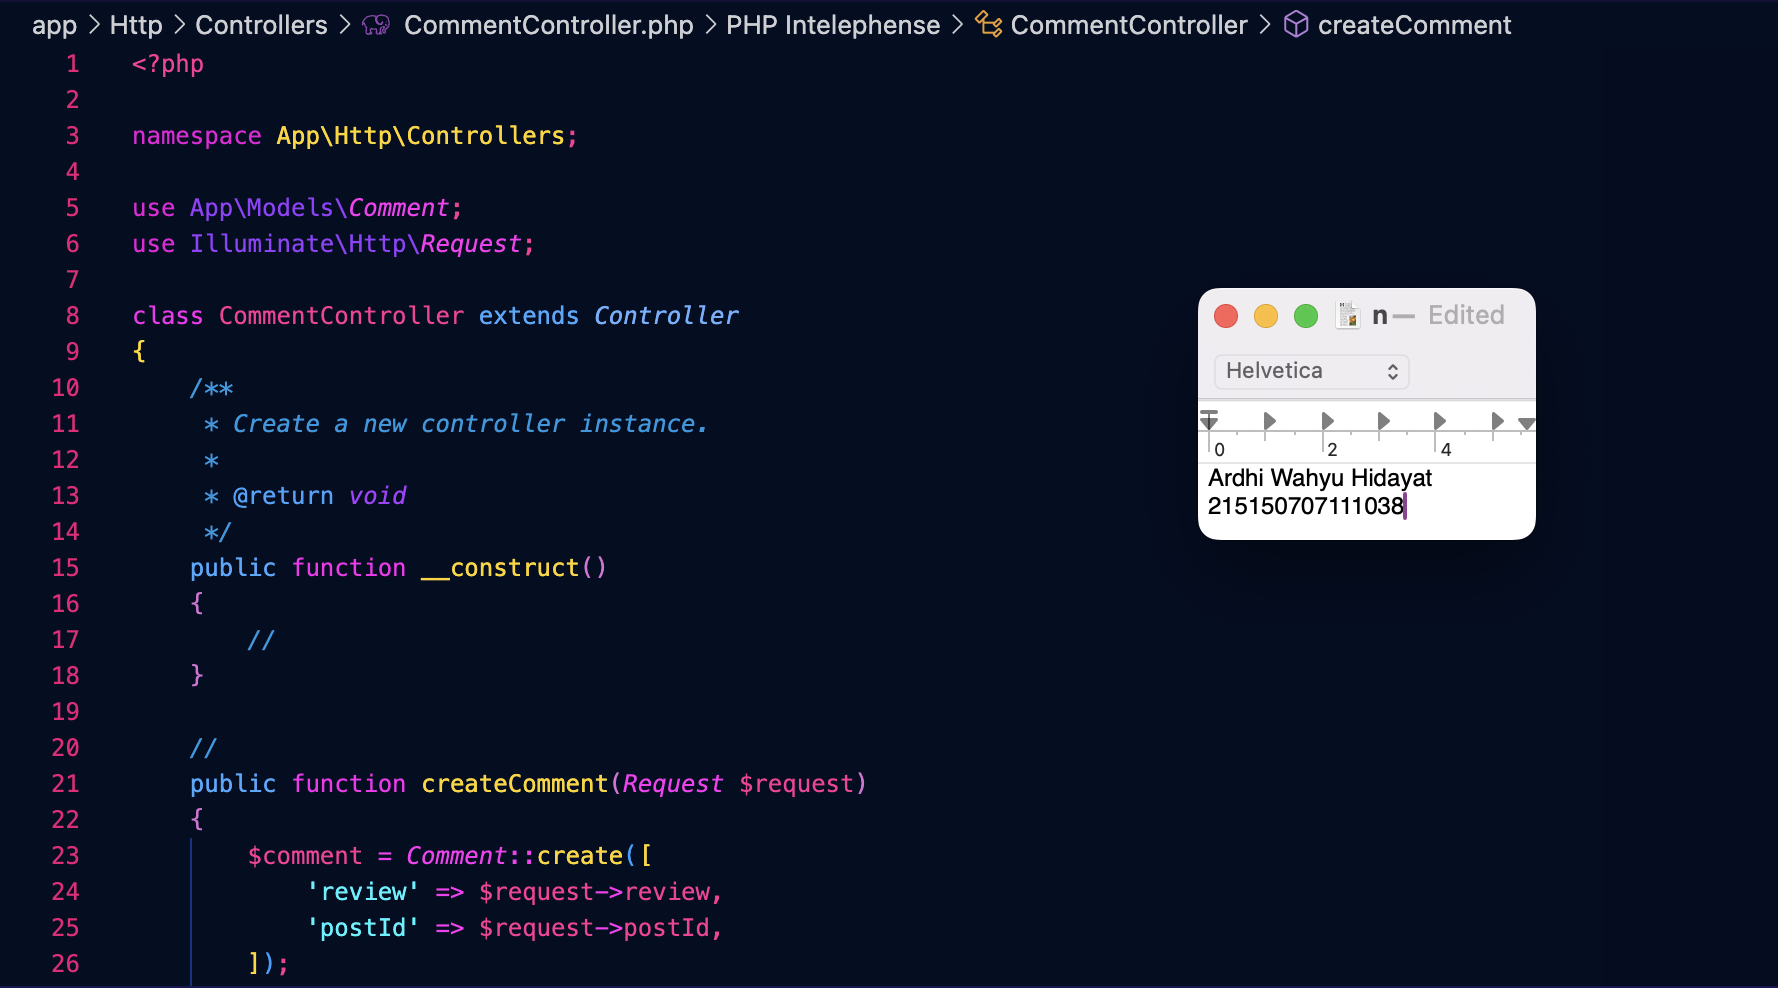 app > Http > Controllers > CommentController.php > PHP Intelephense > CommentController > createComment
1 <?php
2
3 namespace App\Http\Controllers;
4
5 use App\Models\Comment;
6 use Illuminate\Http\Request;
7
8 class CommentController extends Controller
9 {
10     /**
11      * Create a new controller instance.
12      *
13      * @return void
14      */
15     public function __construct()
16     {
17         //
18     }
19
20     //
21     public function createComment(Request $request)
22     {
23         $comment = Comment::create([
24             'review' => $request->review,
25             'postId' => $request->postId,
26         ]);
n — Edited
Helvetica
0 2 4
Ardhi Wahyu Hidayat
215150707111038